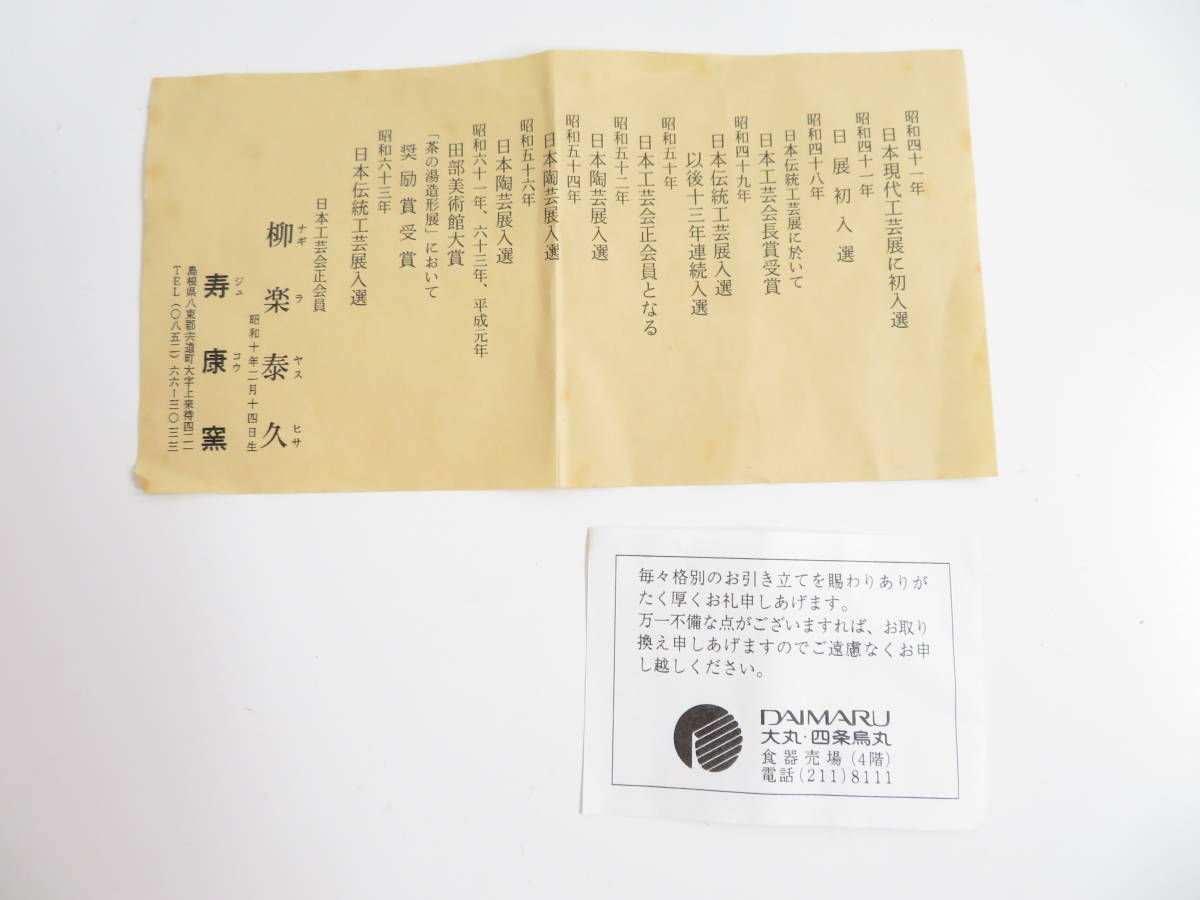 昭和四十一年
日本現代工芸展に初入選
昭和四十一年
日展初入選
昭和四十八年
日本伝統工芸展に於いて
日本工芸会長賞受賞
昭和四十九年
日本伝統工芸展入選
以後十三年連続入選
昭和五十年
日本工芸会正会員となる
昭和五十二年
日本陶芸展入選
昭和五十四年
日本陶芸展入選
昭和五十六年
日本陶芸展入選
昭和六十一年、六十三年、平成元年
田部美術館大賞
「茶の湯造形展」において
奨励賞受賞
昭和六十三年
日本伝統工芸展入選
日本工芸会正会員
柳楽泰久
ナギラヤスヒサ
昭和十年二月十四日生
寿康窯
ジュコウ
島根県八束郡宍道町大字上来待四二一
TEL(〇八五二)六六ー三〇三三
毎々格別のお引き立てを賜わりありが
たく厚くお礼申しあげます。
万一不備な点がございますれば、お取り
換え申しあげますのでご遠慮なくお申
し越しください。
DAIMARU
大丸・四条烏丸
食器売場(4階)
電話(211)8111